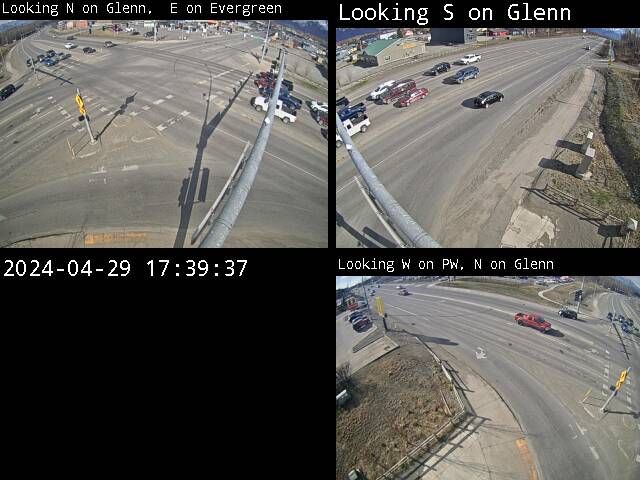 Looking N on Glenn,  E on Evergreen
Looking S on Glenn
2024-04-29 17:39:37
Looking W on PW, N on Glenn